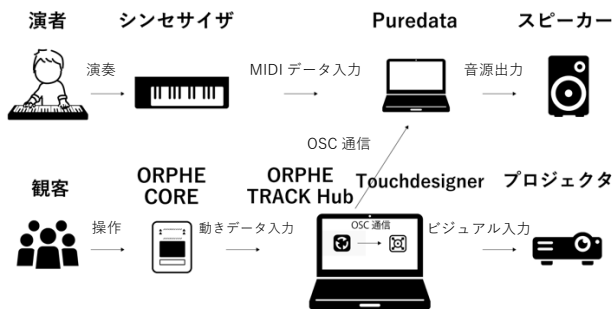 演者
シンセサイザ
Puredata
スピーカー
演奏
MIDI データ入力
音源出力
OSC 通信
観客
ORPHE
CORE
ORPHE
TRACK Hub
Touchdesigner
プロジェクタ
操作
動きデータ入力
OSC 通信
ビジュアル入力